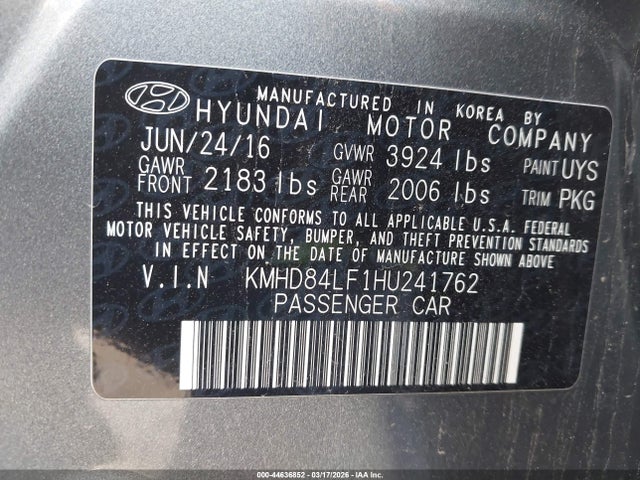 MANUFACTURED IN KOREA BY
HYUNDAI MOTOR COMPANY
JUN/24/16 GVWR 3924 lbs PAINT UYS
GAWR FRONT 2183 lbs GAWR REAR 2006 lbs TRIM PKG
THIS VEHICLE CONFORMS TO ALL APPLICABLE U.S.A. FEDERAL
MOTOR VEHICLE SAFETY, BUMPER, AND THEFT PREVENTION STANDARDS
IN EFFECT ON THE DATE OF MANUFACTURE SHOWN ABOVE
V.I.N KMHD84LF1HU241762
PASSENGER CAR
000-44636852 - 03/17/2026 - IAA Inc.